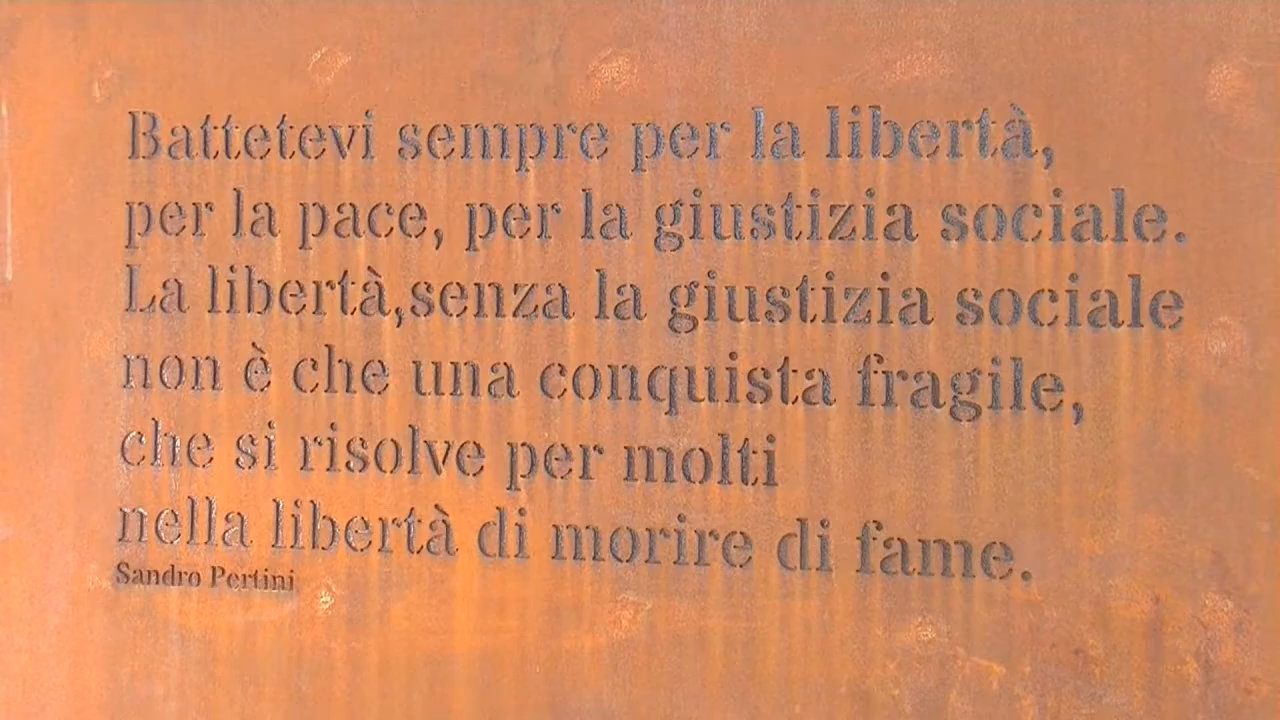 Battetevi sempre per la libertà,
per la pace, per la giustizia sociale.
La libertà,senza la giustizia sociale
non è che una conquista fragile,
che si risolve per molti
nella libertà di morire di fame.
Sandro Pertini